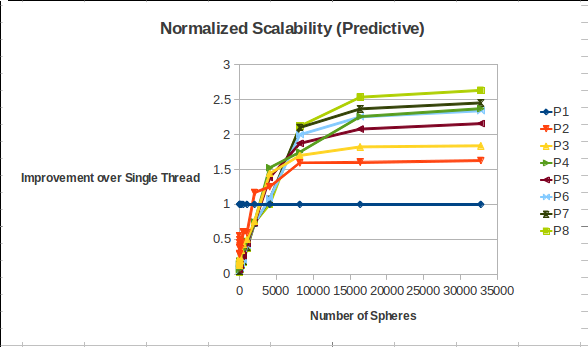 Normalized Scalability (Predictive)
3
2.5
2
1.5
1
0.5
0
Improvement over Single Thread
0 5000 10000 15000 20000 25000 30000 35000
Number of Spheres
P1
P2
P3
P4
P5
P6
P7
P8